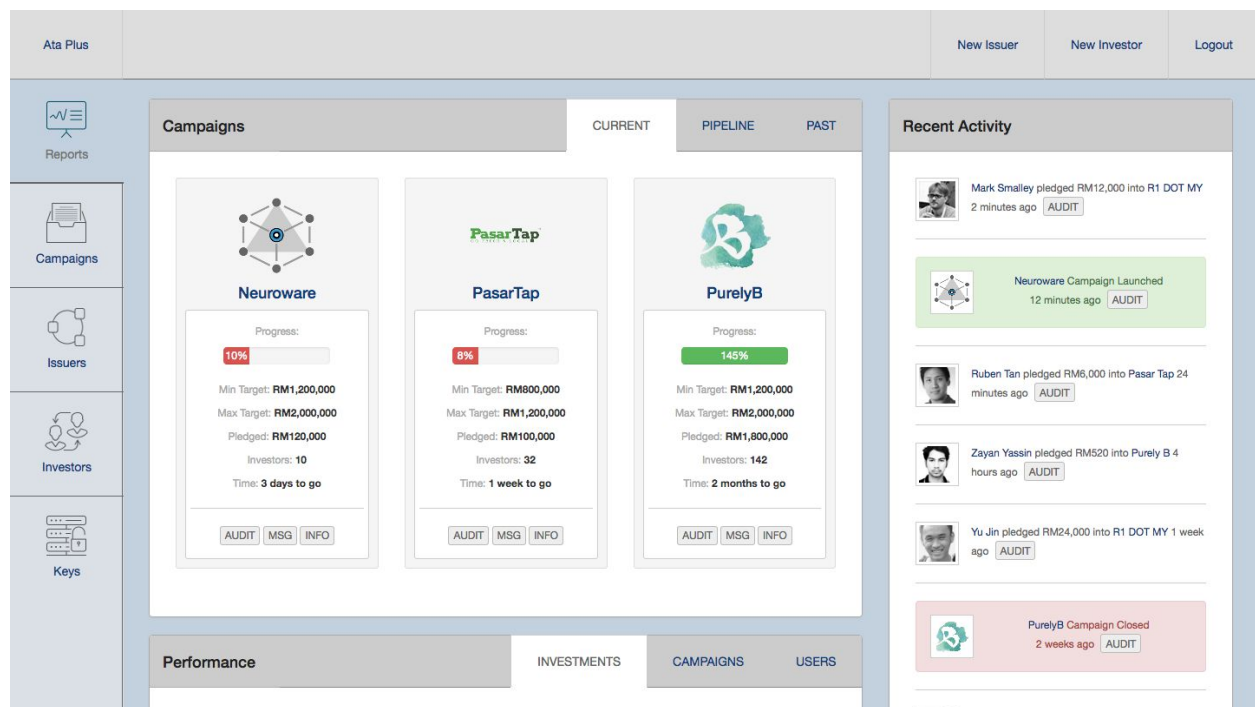 Ata Plus
New Issuer
New Investor
Logout
Reports
Campaigns
Issuers
Investors
Keys
Campaigns
CURRENT
PIPELINE
PAST
PasarTap
Neuroware
Progress:
10%
Min Target: RM1,200,000
Max Target: RM2,000,000
Pledged: RM120,000
Investors: 10
Time: 3 days to go
AUDIT MSG INFO
PasarTap
Progress:
8%
Min Target: RM800,000
Max Target: RM1,200,000
Pledged: RM100,000
Investors: 32
Time: 1 week to go
AUDIT MSG INFO
B
PurelyB
Progress:
145%
Min Target: RM1,200,000
Max Target: RM2,000,000
Pledged: RM1,800,000
Investors: 142
Time: 2 months to go
AUDIT MSG INFO
Performance
INVESTMENTS
CAMPAIGNS
USERS
Recent Activity
Mark Smalley pledged RM12,000 into R1 DOT MY
2 minutes ago AUDIT
Neuroware Campaign Launched
12 minutes ago AUDIT
Ruben Tan pledged RM6,000 into Pasar Tap 24
minutes ago AUDIT
Zayan Yassin pledged RM520 into Purely B 4
hours ago AUDIT
Yu Jin pledged RM24,000 into R1 DOT MY 1 week
ago AUDIT
B
PurelyB Campaign Closed
2 weeks ago AUDIT